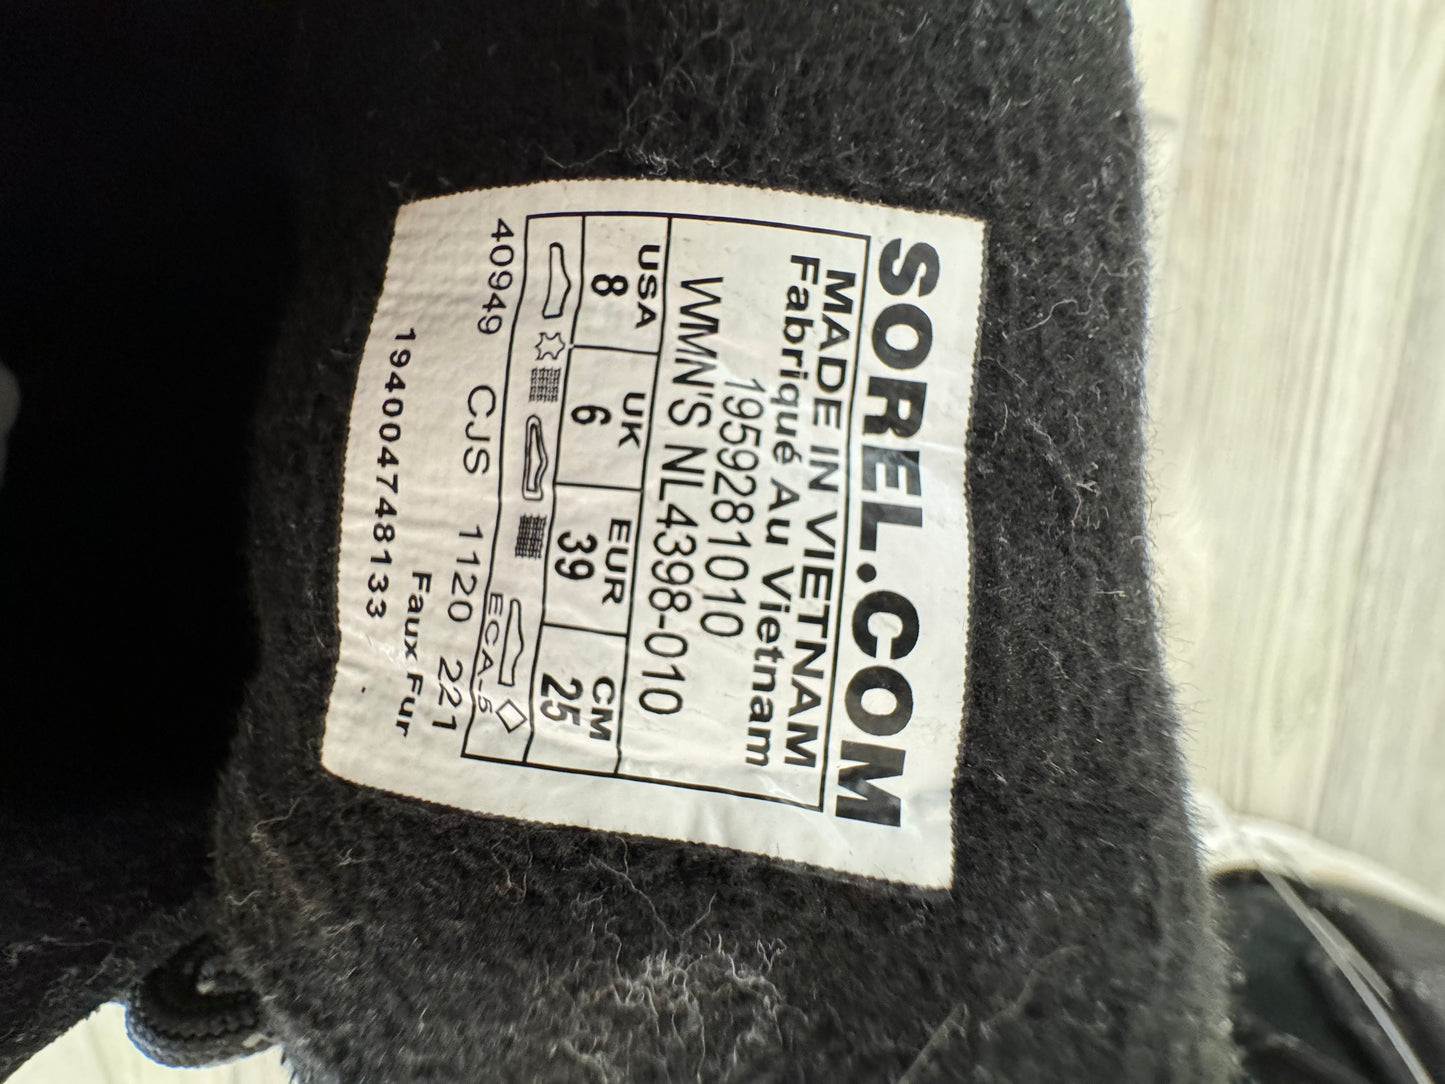 SOREL.COM
MADE IN VIETNAM
Fabriqué Au Vietnam
1959281010
WMN'S NL4398-010
USA UK EUR CM
8 6 39 25
ECA-5
40949 CJS 1120 221
Faux Fur
194004748133